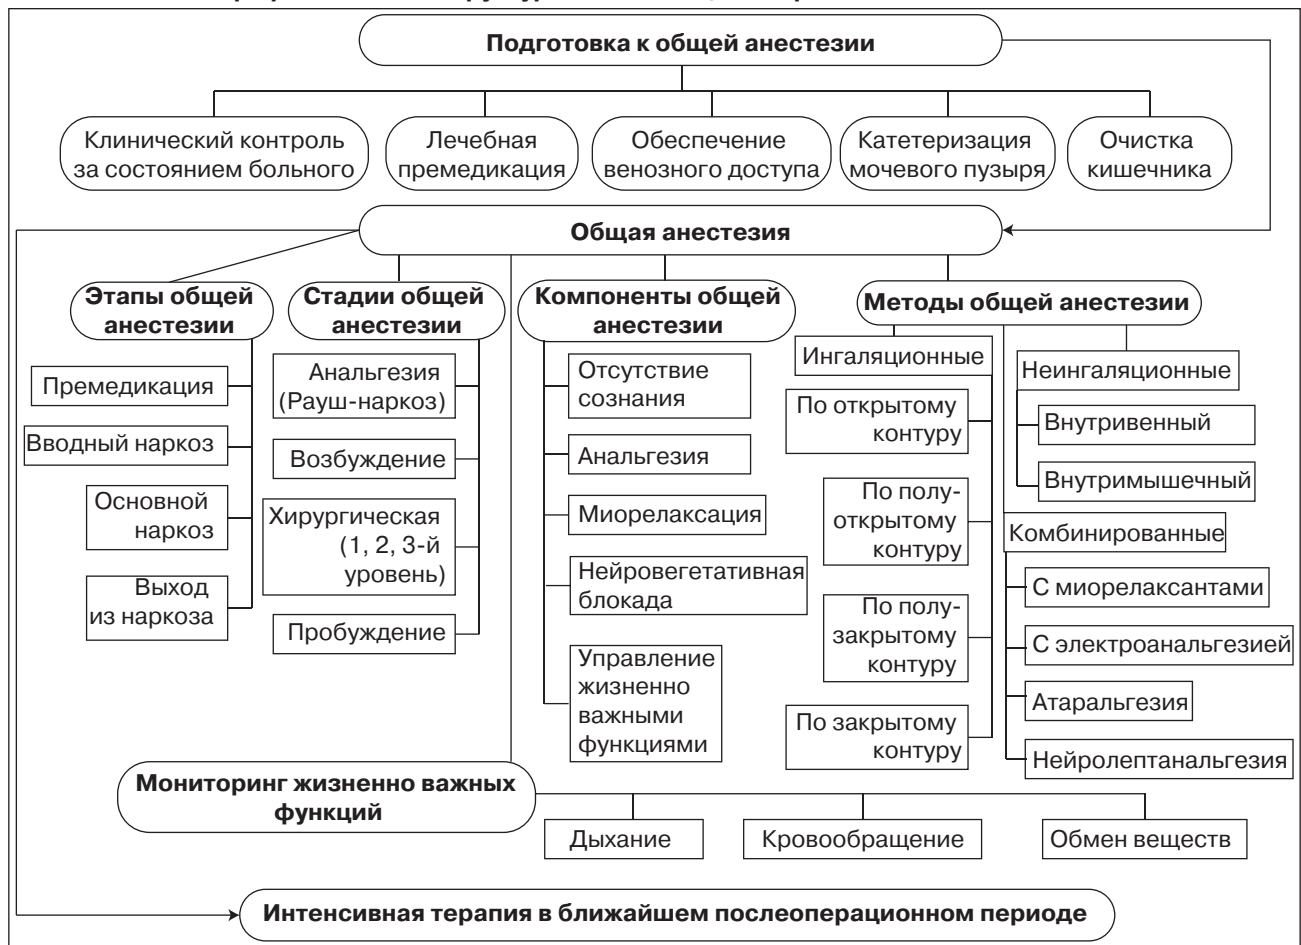 Подготовка к общей анестезии
Клинический контроль
за состоянием больного
Лечебная
премедикация
Обеспечение
венозного доступа
Катетеризация
мочевого пузыря
Очистка
кишечника
Общая анестезия
Этапы общей
анестезии
Премедикация
Вводный наркоз
Основной
наркоз
Выход
из наркоза
Стадии общей
анестезии
Анальгезия
(Рауш-наркоз)
Возбуждение
Хирургическая
(1, 2, 3-й
уровень)
Пробуждение
Компоненты общей
анестезии
Отсутствие
сознания
Анальгезия
Миорелаксация
Нейровегетативная
блокада
Управление
жизненно
важными
функциями
Методы общей анестезии
Ингаляционные
По открытому
контуру
По полу-
открытому
контуру
По полу-
закрытому
контуру
По закрытому
контуру
Неингаляционные
Внутривенный
Внутримышечный
Комбинированные
С миорелаксантами
С электроанальгезией
Атаральгезия
Нейролептанальгезия
Мониторинг жизненно важных
функций
Дыхание
Кровообращение
Обмен веществ
Интенсивная терапия в ближайшем послеоперационном периоде